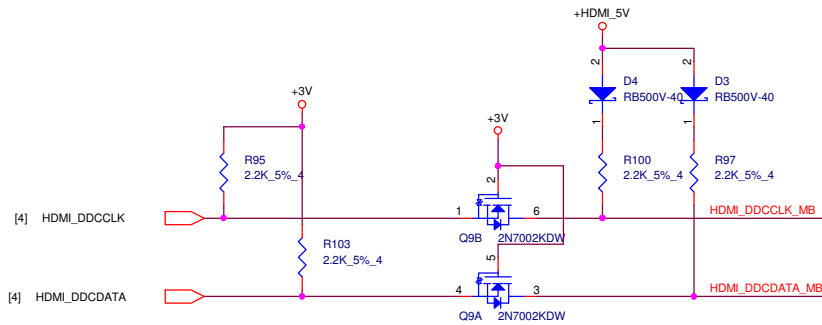 +HDMI_5V
2
2
D4
D3
RB500V-40
RB500V-40
+3V
+3V
1
1
R95
2.2K_5%_4
R100
2.2K_5%_4
R97
2.2K_5%_4
2
[4] HDMI_DDCCLK
1
6
HDMI_DDCCLK_MB
Q9B
2N7002KDW
R103
2.2K_5%_4
5
[4] HDMI_DDCDATA
4
3
HDMI_DDCDATA_MB
Q9A
2N7002KDW